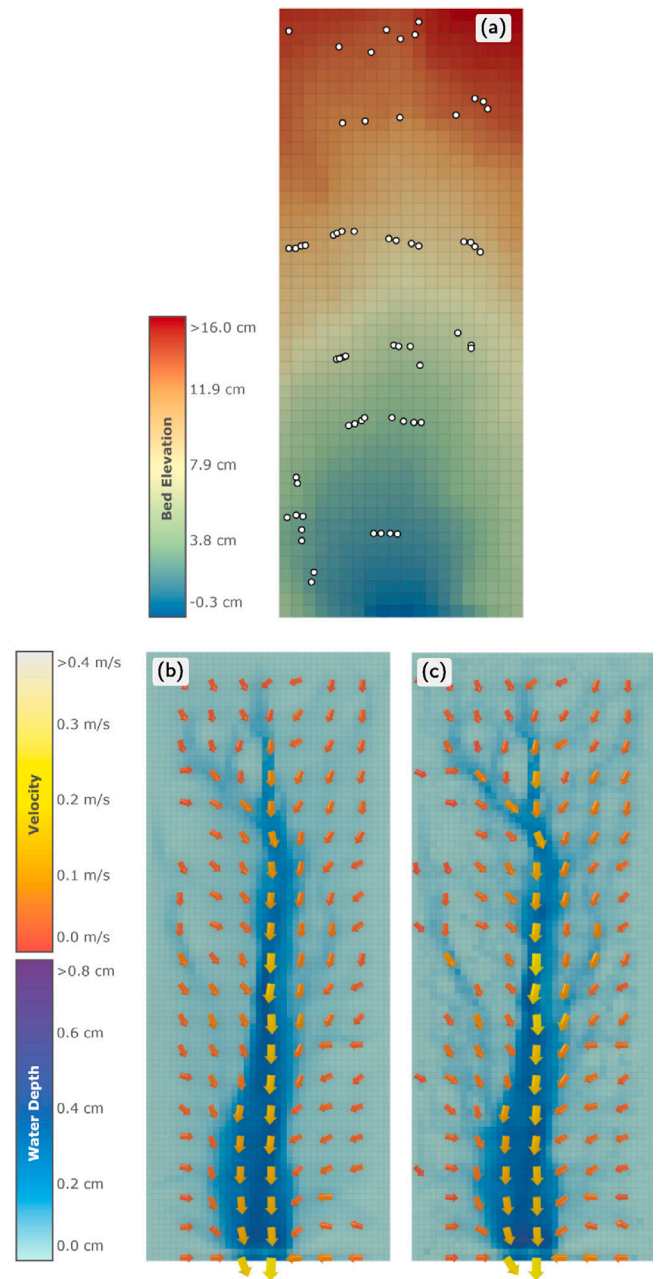 (a)
>16.0 cm
11.9 cm
7.9 cm
3.8 cm
-0.3 cm
Bed Elevation
(b)
(c)
>0.4 m/s
0.3 m/s
0.2 m/s
0.1 m/s
0.0 m/s
Velocity
>0.8 cm
0.6 cm
0.4 cm
0.2 cm
0.0 cm
Water Depth